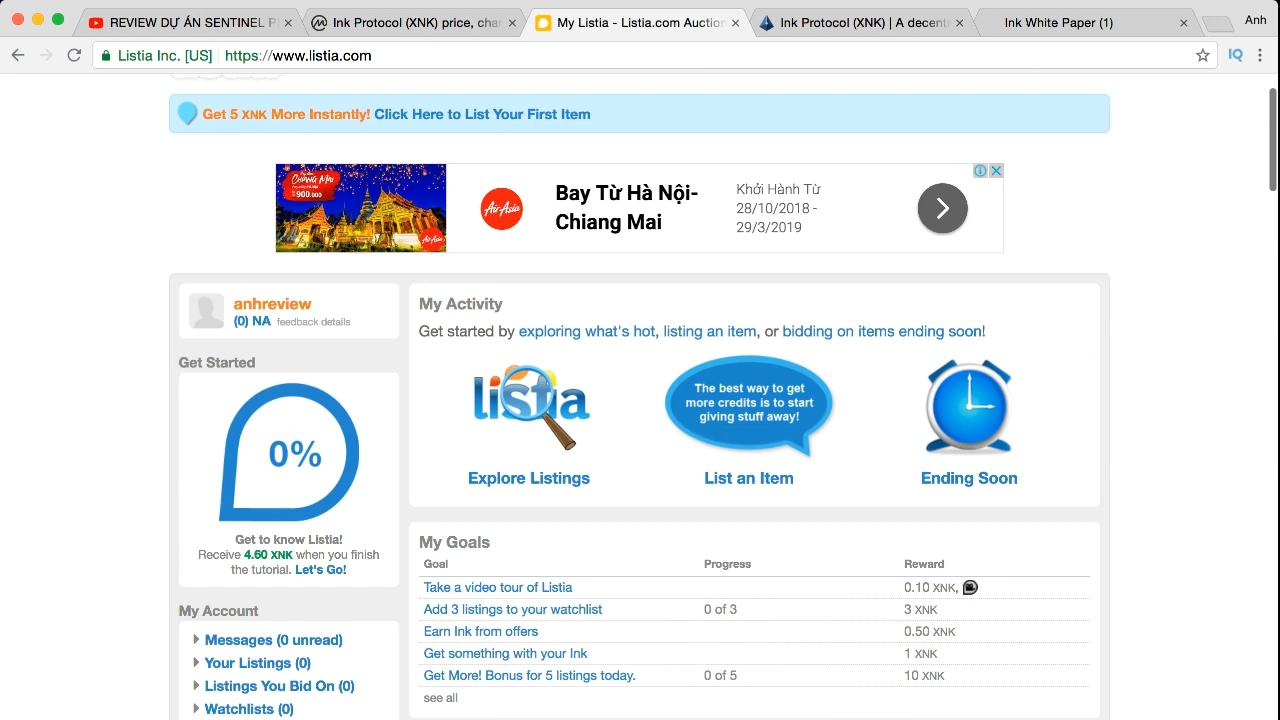 REVIEW DỰ ÁN SENTINEL P
Ink Protocol (XNK) price, char
My Listia - Listia.com Auction
Ink Protocol (XNK) | A decentr
Ink White Paper (1)
Anh
Listia Inc. [US]
https://www.listia.com
IQ
Get 5 XNK More Instantly! Click Here to List Your First Item
CHIANG MAI
900.000
AirAsia
AirAsia
Bay Từ Hà Nội-
Chiang Mai
Khởi Hành Từ
28/10/2018 -
29/3/2019
anhreview
(0) NA feedback details
Get Started
0%
Get to know Listia!
Receive 4.60 XNK when you finish
the tutorial. Let's Go!
My Account
Messages (0 unread)
Your Listings (0)
Listings You Bid On (0)
Watchlists (0)
My Activity
Get started by exploring what's hot, listing an item, or bidding on items ending soon!
listia
The best way to get
more credits is to start
giving stuff away!
Explore Listings
List an Item
Ending Soon
My Goals
Goal Progress Reward
Take a video tour of Listia 0.10 XNK,
Add 3 listings to your watchlist 0 of 3 3 XNK
Earn Ink from offers 0.50 XNK
Get something with your Ink 1 XNK
Get More! Bonus for 5 listings today. 0 of 5 10 XNK
see all